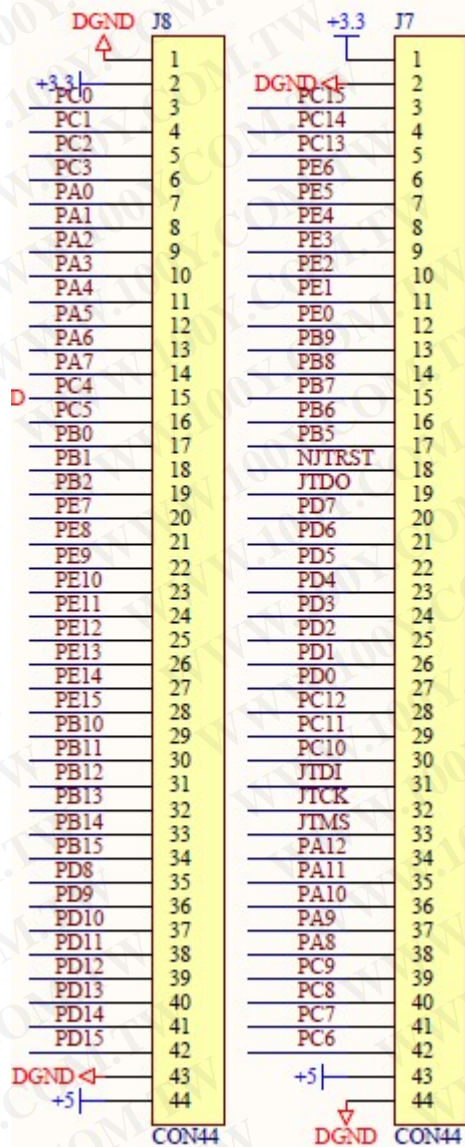 DGND J8
1
+3.3 2
PC0 3
PC1 4
PC2 5
PC3 6
PA0 7
PA1 8
PA2 9
PA3 10
PA4 11
PA5 12
PA6 13
PA7 14
D PC4 15
PC5 16
PB0 17
PB1 18
PB2 19
PE7 20
PE8 21
PE9 22
PE10 23
PE11 24
PE12 25
PE13 26
PE14 27
PE15 28
PB10 29
PB11 30
PB12 31
PB13 32
PB14 33
PB15 34
PD8 35
PD9 36
PD10 37
PD11 38
PD12 39
PD13 40
PD14 41
PD15 42
DGND 43
+5 44
CON44
+3.3 J7
1
DGND 2
PC15 3
PC14 4
PC13 5
PE6 6
PE5 7
PE4 8
PE3 9
PE2 10
PE1 11
PE0 12
PB9 13
PB8 14
PB7 15
PB6 16
PB5 17
NJTRST 18
JTDO 19
PD7 20
PD6 21
PD5 22
PD4 23
PD3 24
PD2 25
PD1 26
PD0 27
PC12 28
PC11 29
PC10 30
JTDI 31
JTCK 32
JTMS 33
PA12 34
PA11 35
PA10 36
PA9 37
PA8 38
PC9 39
PC8 40
PC7 41
PC6 42
+5 43
44
DGND CON44
WWW.100Y.COM.TW